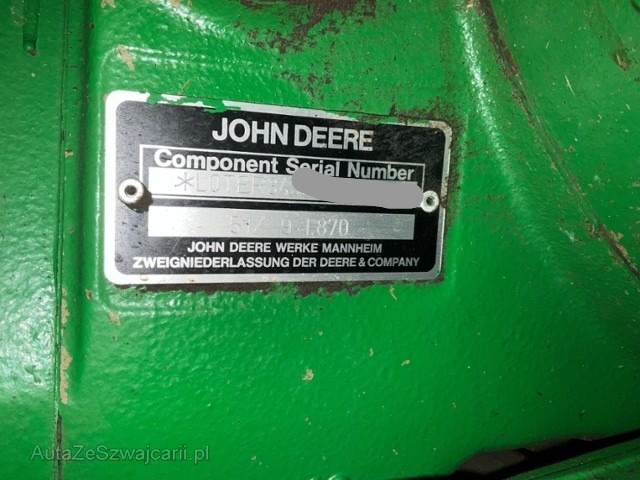 JOHN DEERE
Component Serial Number
JOHN DEERE WERKE MANNHEIM
ZWEIGNIEDERLASSUNG DER DEERE & COMPANY
AutaZeSzwajcarii.pl